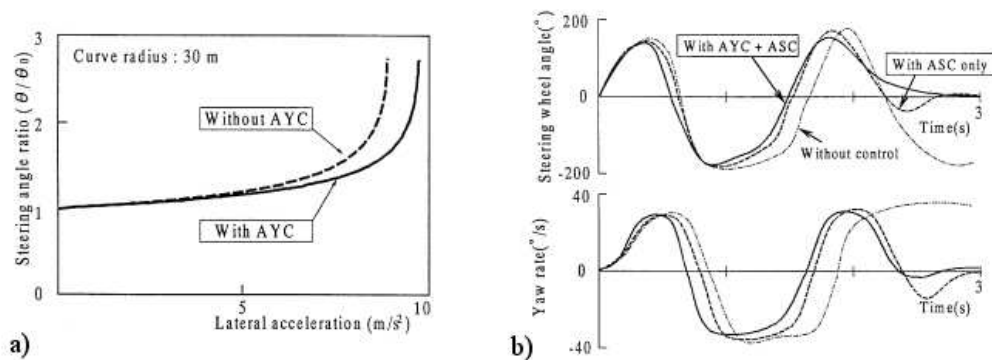 a)
Steering angle ratio (θ/θ0)
3
2
1
0
Curve radius : 30 m
Without AYC
With AYC
5
10
Lateral acceleration (m/s²)
b)
Steering wheel angle(°)
200
0
-200
With AYC + ASC
With ASC only
Without control
Time(s)
3
Yaw rate(°/s)
40
0
-40
Time(s)
3